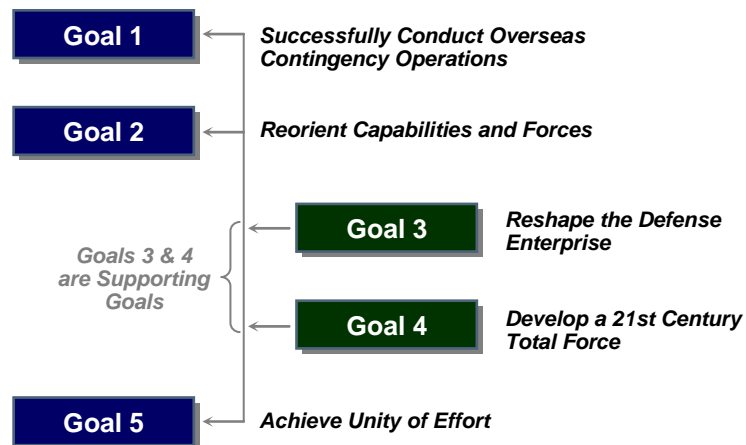 Goal 1
Successfully Conduct Overseas
Contingency Operations
Goal 2
Reorient Capabilities and Forces
Goal 3
Reshape the Defense
Enterprise
Goals 3 & 4
are Supporting
Goals
Goal 4
Develop a 21st Century
Total Force
Goal 5
Achieve Unity of Effort